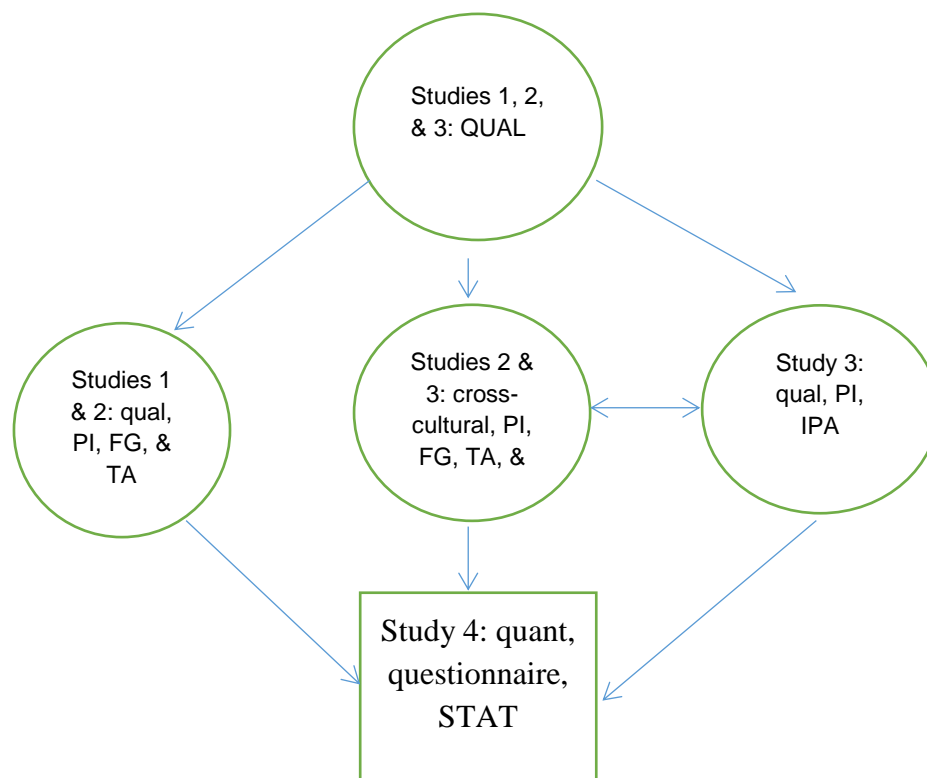 Studies 1, 2,
& 3: QUAL
Studies 1
& 2: qual,
PI, FG, &
TA
Studies 2 &
3: cross-
cultural, PI,
FG, TA, &
Study 3:
qual, PI,
IPA
Study 4: quant,
questionnaire,
STAT